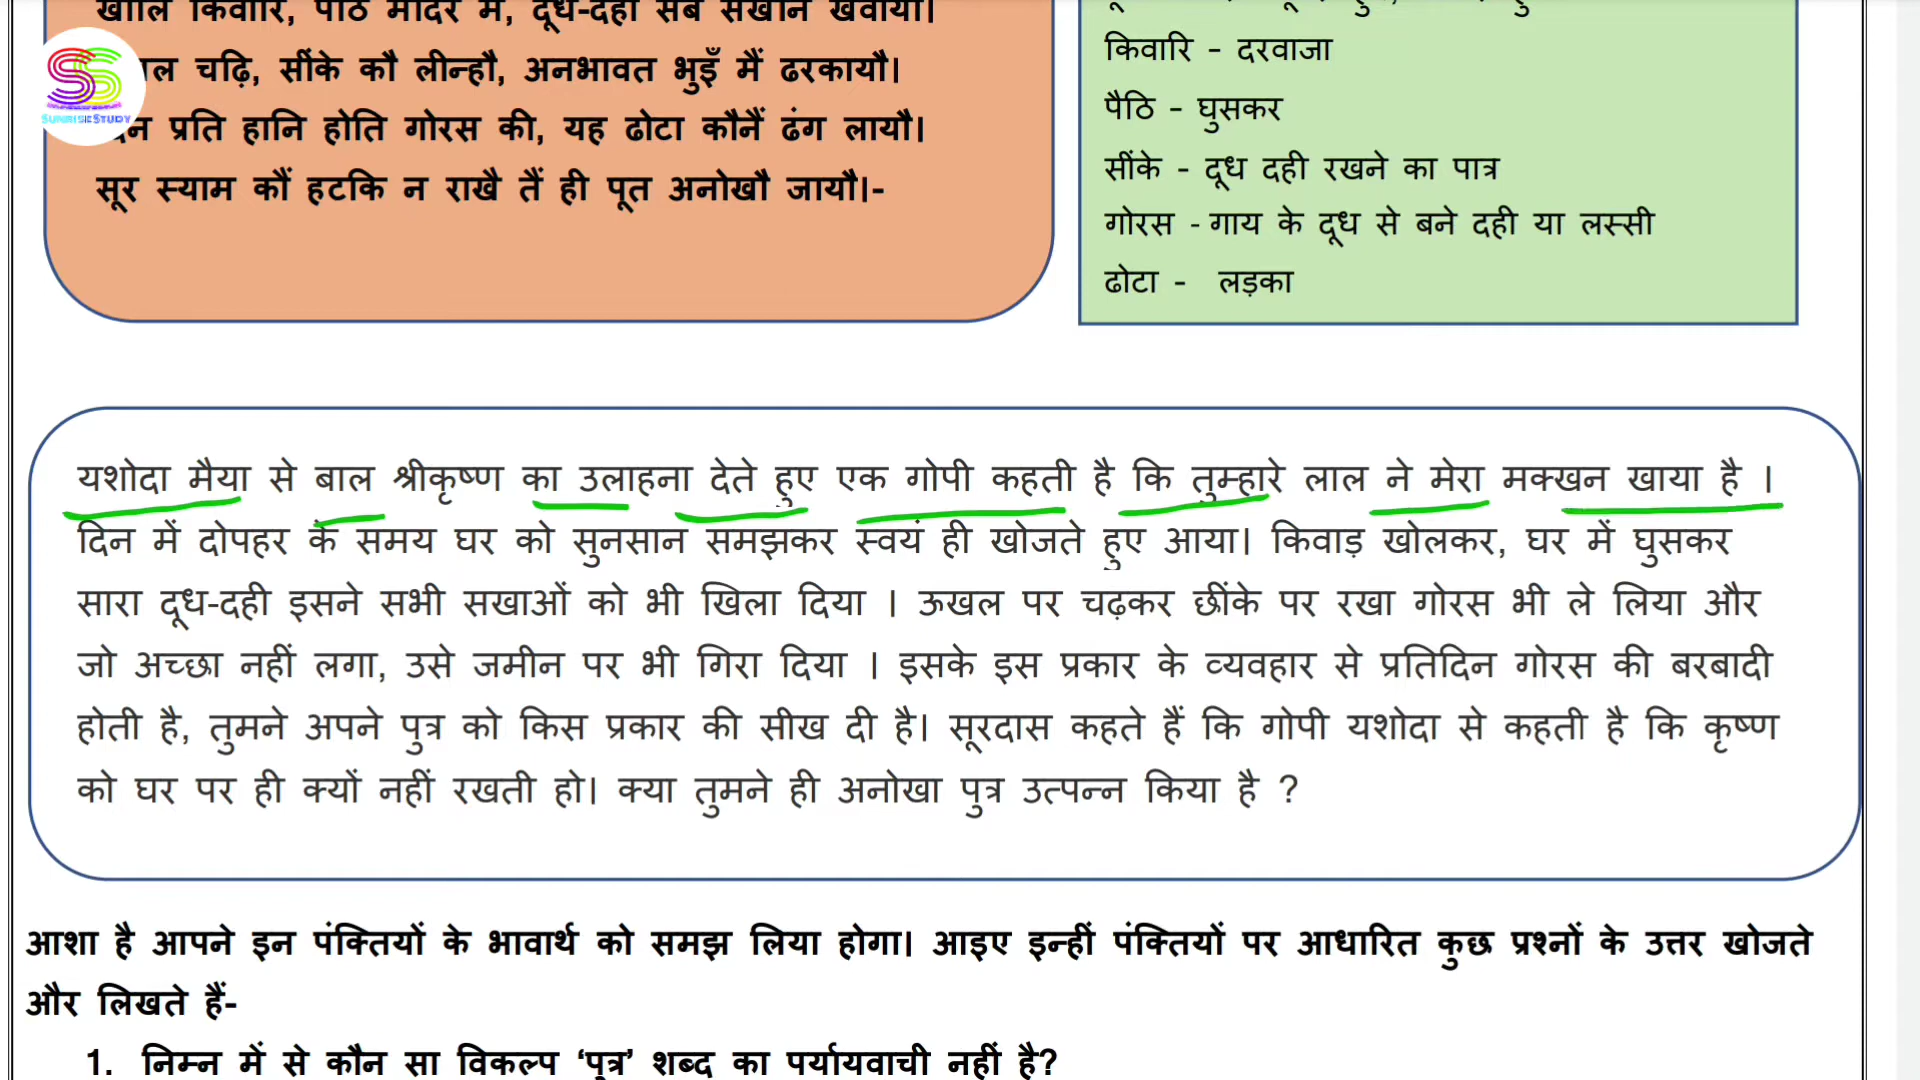 खोलि किवारि, पैठि मंदिर मैं, दूध-दही सब सखनि खवायौ।
किवारि – दरवाजा
चढ़ि, सींके कौ लीन्हौ, अनभावत भुइँ मैं ढरकायौ।
पैठि – घुसकर
प्रति हानि होति गोरस की, यह ढोटा कौनैं ढंग लायौ।
सींके - दूध दही रखने का पात्र
सूर स्याम कौं हटकि न राखै तैं ही पूत अनोखौ जायौ।-
गोरस - गाय के दूध से बने दही या लस्सी
ढोटा - लड़का
SS
SUNRISESTUDY
यशोदा मैया से बाल श्रीकृष्ण का उलाहना देते हुए एक गोपी कहती है कि तुम्हारे लाल ने मेरा मक्खन खाया है ।
दिन में दोपहर के समय घर को सुनसान समझकर स्वयं ही खोजते हुए आया। किवाड़ खोलकर, घर में घुसकर
सारा दूध-दही इसने सभी सखाओं को भी खिला दिया । ऊखल पर चढ़कर छींके पर रखा गोरस भी ले लिया और
जो अच्छा नहीं लगा, उसे जमीन पर भी गिरा दिया । इसके इस प्रकार के व्यवहार से प्रतिदिन गोरस की बरबादी
होती है, तुमने अपने पुत्र को किस प्रकार की सीख दी है। सूरदास कहते हैं कि गोपी यशोदा से कहती है कि कृष्ण
को घर पर ही क्यों नहीं रखती हो। क्या तुमने ही अनोखा पुत्र उत्पन्न किया है ?
आशा है आपने इन पंक्तियों के भावार्थ को समझ लिया होगा। आइए इन्हीं पंक्तियों पर आधारित कुछ प्रश्नों के उत्तर खोजते
और लिखते हैं-
1. निम्न में से कौन सा विकल्प ‘पुत्र’ शब्द का पर्यायवाची नहीं है?